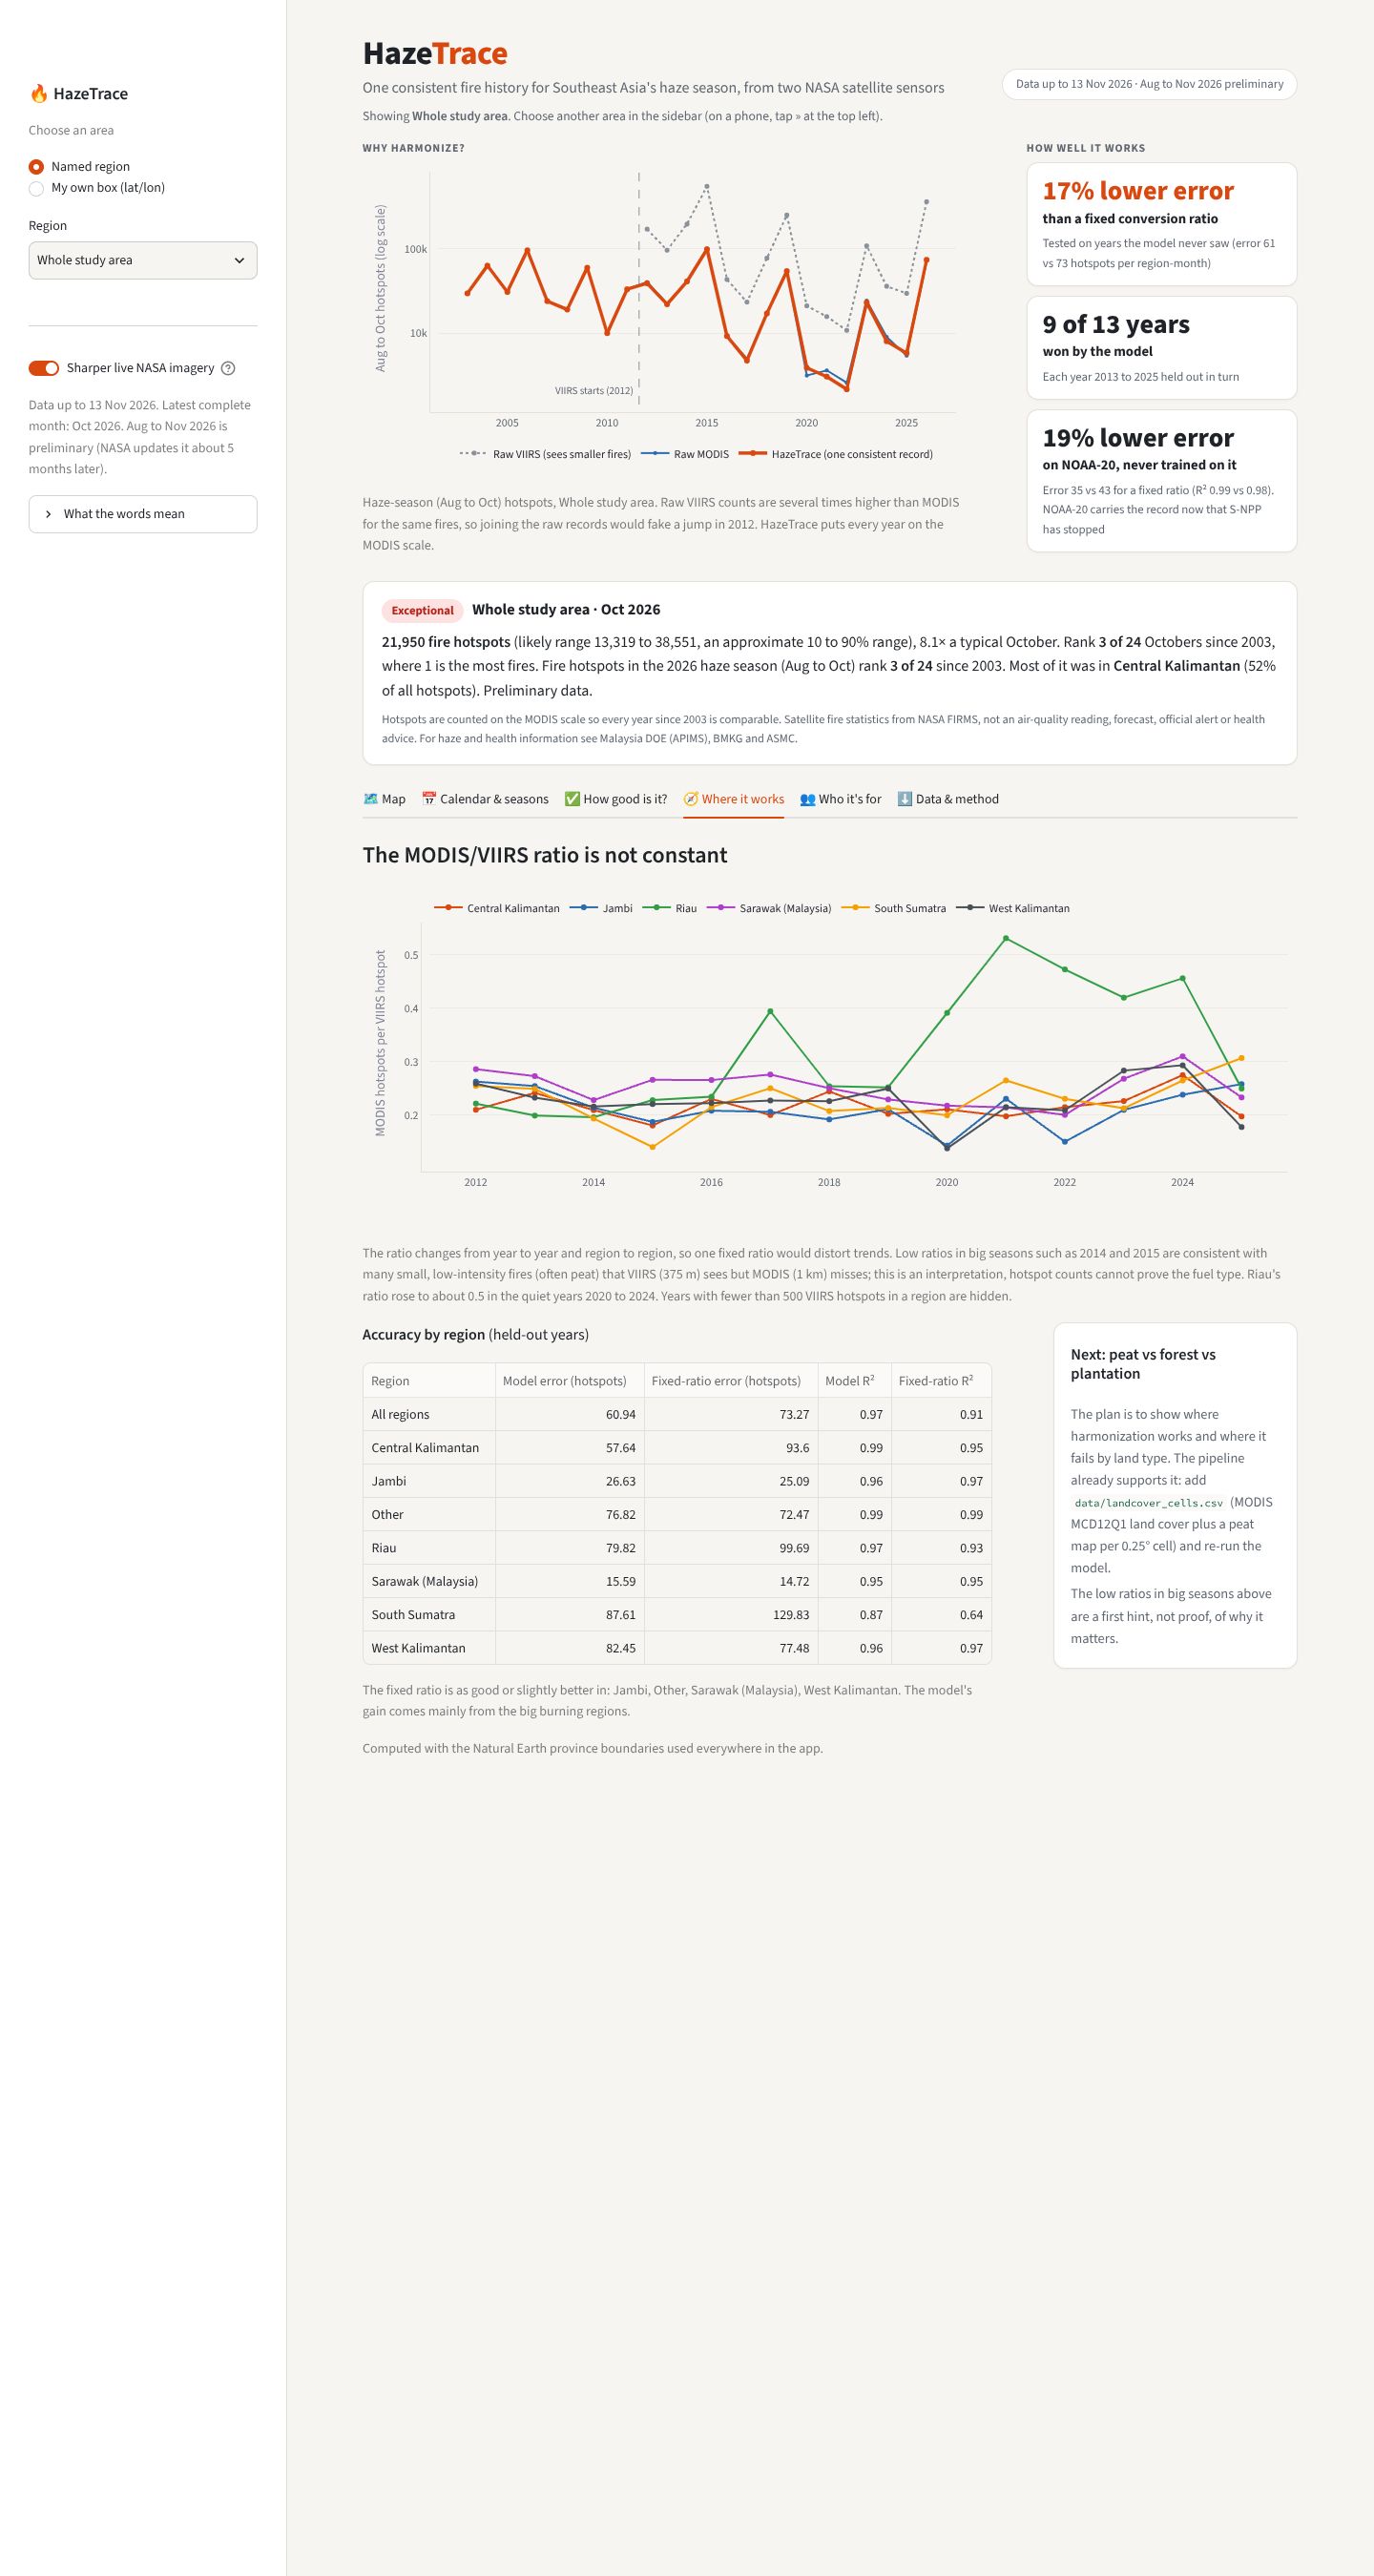 🔥 HazeTrace
Choose an area
Named region
My own box (lat/lon)
Region
Whole study area
Sharper live NASA imagery
Data up to 13 Nov 2026. Latest complete
month: Oct 2026. Aug to Nov 2026 is
preliminary (NASA updates it about 5
months later).
What the words mean
HazeTrace
One consistent fire history for Southeast Asia's haze season, from two NASA satellite sensors
Data up to 13 Nov 2026 · Aug to Nov 2026 preliminary
Showing Whole study area. Choose another area in the sidebar (on a phone, tap » at the top left).
WHY HARMONIZE?
Aug to Oct hotspots (log scale)
100k
10k
VIIRS starts (2012)
2005 2010 2015 2020 2025
Raw VIIRS (sees smaller fires) Raw MODIS HazeTrace (one consistent record)
Haze-season (Aug to Oct) hotspots, Whole study area. Raw VIIRS counts are several times higher than MODIS
for the same fires, so joining the raw records would fake a jump in 2012. HazeTrace puts every year on the
MODIS scale.
HOW WELL IT WORKS
17% lower error
than a fixed conversion ratio
Tested on years the model never saw (error 61
vs 73 hotspots per region-month)
9 of 13 years
won by the model
Each year 2013 to 2025 held out in turn
19% lower error
on NOAA-20, never trained on it
Error 35 vs 43 for a fixed ratio (R² 0.99 vs 0.98).
NOAA-20 carries the record now that S-NPP
has stopped
Exceptional Whole study area · Oct 2026
21,950 fire hotspots (likely range 13,319 to 38,551, an approximate 10 to 90% range), 8.1× a typical October. Rank 3 of 24 Octobers since 2003,
where 1 is the most fires. Fire hotspots in the 2026 haze season (Aug to Oct) rank 3 of 24 since 2003. Most of it was in Central Kalimantan (52%
of all hotspots). Preliminary data.
Hotspots are counted on the MODIS scale so every year since 2003 is comparable. Satellite fire statistics from NASA FIRMS, not an air-quality reading, forecast, official alert or health
advice. For haze and health information see Malaysia DOE (APIMS), BMKG and ASMC.
🗺️ Map 📅 Calendar & seasons ✅ How good is it? 🧭 Where it works 👥 Who it's for ⬇️ Data & method
The MODIS/VIIRS ratio is not constant
Central Kalimantan Jambi Riau Sarawak (Malaysia) South Sumatra West Kalimantan
MODIS hotspots per VIIRS hotspot
0.5
0.4
0.3
0.2
2012 2014 2016 2018 2020 2022 2024
The ratio changes from year to year and region to region, so one fixed ratio would distort trends. Low ratios in big seasons such as 2014 and 2015 are consistent with
many small, low-intensity fires (often peat) that VIIRS (375 m) sees but MODIS (1 km) misses; this is an interpretation, hotspot counts cannot prove the fuel type. Riau's
ratio rose to about 0.5 in the quiet years 2020 to 2024. Years with fewer than 500 VIIRS hotspots in a region are hidden.
Accuracy by region (held-out years)
Region Model error (hotspots) Fixed-ratio error (hotspots) Model R² Fixed-ratio R²
All regions 60.94 73.27 0.97 0.91
Central Kalimantan 57.64 93.6 0.99 0.95
Jambi 26.63 25.09 0.96 0.97
Other 76.82 72.47 0.99 0.99
Riau 79.82 99.69 0.97 0.93
Sarawak (Malaysia) 15.59 14.72 0.95 0.95
South Sumatra 87.61 129.83 0.87 0.64
West Kalimantan 82.45 77.48 0.96 0.97
The fixed ratio is as good or slightly better in: Jambi, Other, Sarawak (Malaysia), West Kalimantan. The model's
gain comes mainly from the big burning regions.
Computed with the Natural Earth province boundaries used everywhere in the app.
Next: peat vs forest vs
plantation
The plan is to show where
harmonization works and where it
fails by land type. The pipeline
already supports it: add
data/landcover_cells.csv (MODIS
MCD12Q1 land cover plus a peat
map per 0.25° cell) and re-run the
model.
The low ratios in big seasons above
are a first hint, not proof, of why it
matters.